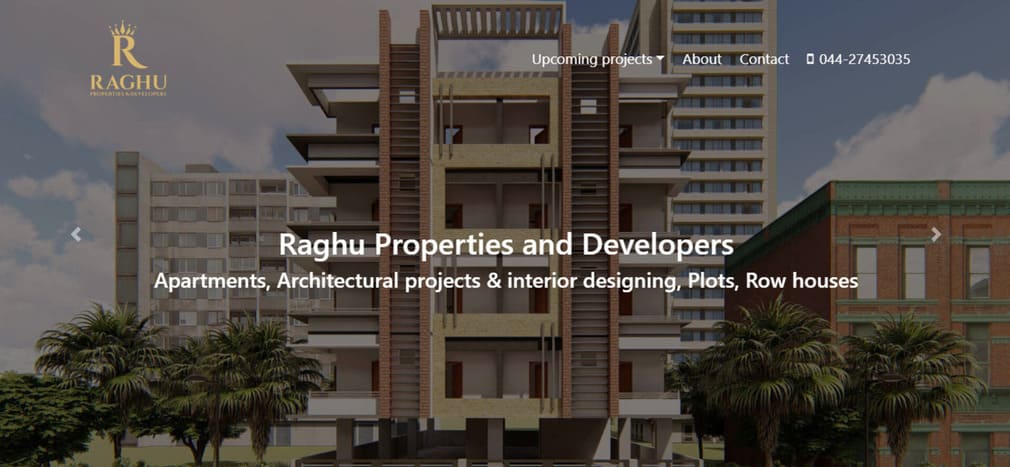 R
RAGHU
PROPERTIES & DEVELOPERS
Upcoming projects
About
Contact
044-27453035
Raghu Properties and Developers
Apartments, Architectural projects & interior designing, Plots, Row houses